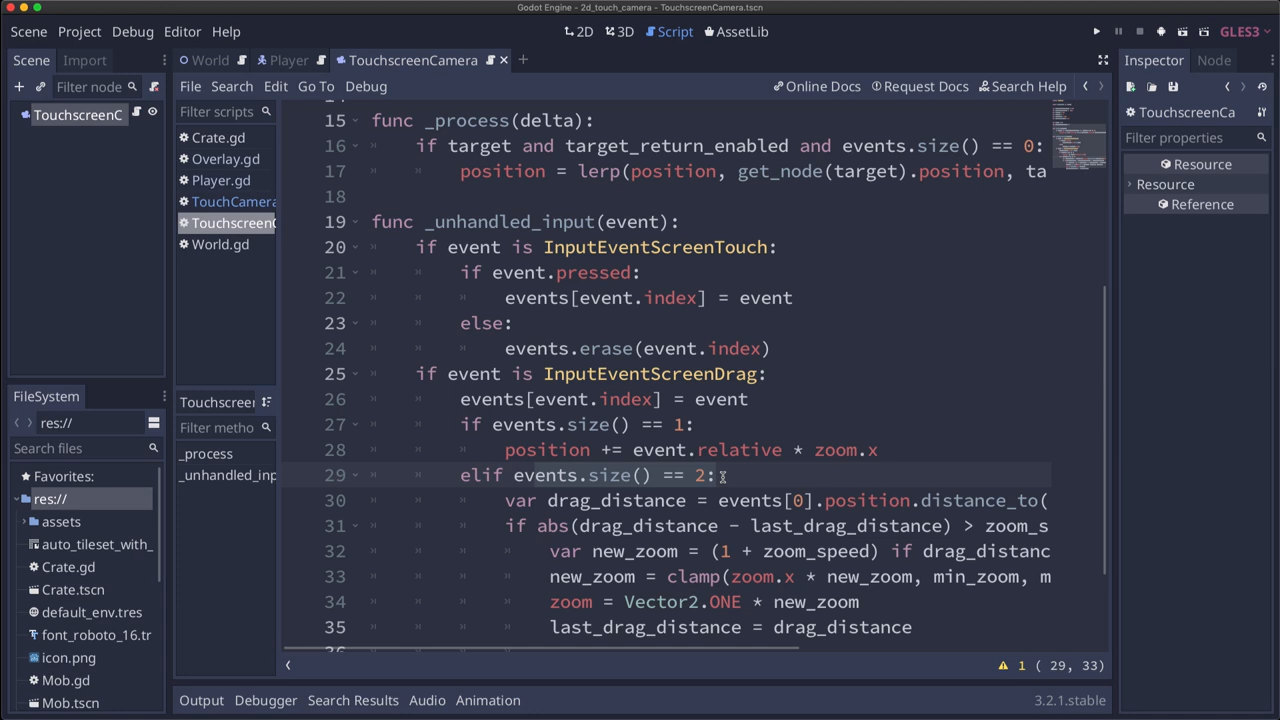 Godot Engine - 2d_touch_camera - TouchscreenCamera.tscn
Scene Project Debug Editor Help
2D 3D Script AssetLib
GLES3
Scene Import
Filter node
TouchscreenC
FileSystem
res://
Search files
Favorites:
res://
assets
auto_tileset_with_
Crate.gd
Crate.tscn
default_env.tres
font_roboto_16.tr
icon.png
Mob.gd
Mob.tscn
World Player TouchscreenCamera
File Search Edit Go To Debug
Online Docs Request Docs Search Help
Filter scripts
Crate.gd
Overlay.gd
Player.gd
TouchCamera
Touchscreen
World.gd
Touchscreer
Filter metho
_process
_unhandled_inp
14
15 func _process(delta):
16 if target and target_return_enabled and events.size() == 0:
17 position = lerp(position, get_node(target).position, ta
18
19 func _unhandled_input(event):
20 if event is InputEventScreenTouch:
21 if event.pressed:
22 events[event.index] = event
23 else:
24 events.erase(event.index)
25 if event is InputEventScreenDrag:
26 events[event.index] = event
27 if events.size() == 1:
28 position += event.relative * zoom.x
29 elif events.size() == 2:
30 var drag_distance = events[0].position.distance_to(
31 if abs(drag_distance - last_drag_distance) > zoom_s
32 var new_zoom = (1 + zoom_speed) if drag_distanc
33 new_zoom = clamp(zoom.x * new_zoom, min_zoom, m
34 zoom = Vector2.ONE * new_zoom
35 last_drag_distance = drag_distance
1 ( 29, 33)
Output Debugger Search Results Audio Animation
3.2.1.stable
Inspector Node
TouchscreenCa
Filter properties
Resource
Resource
Reference